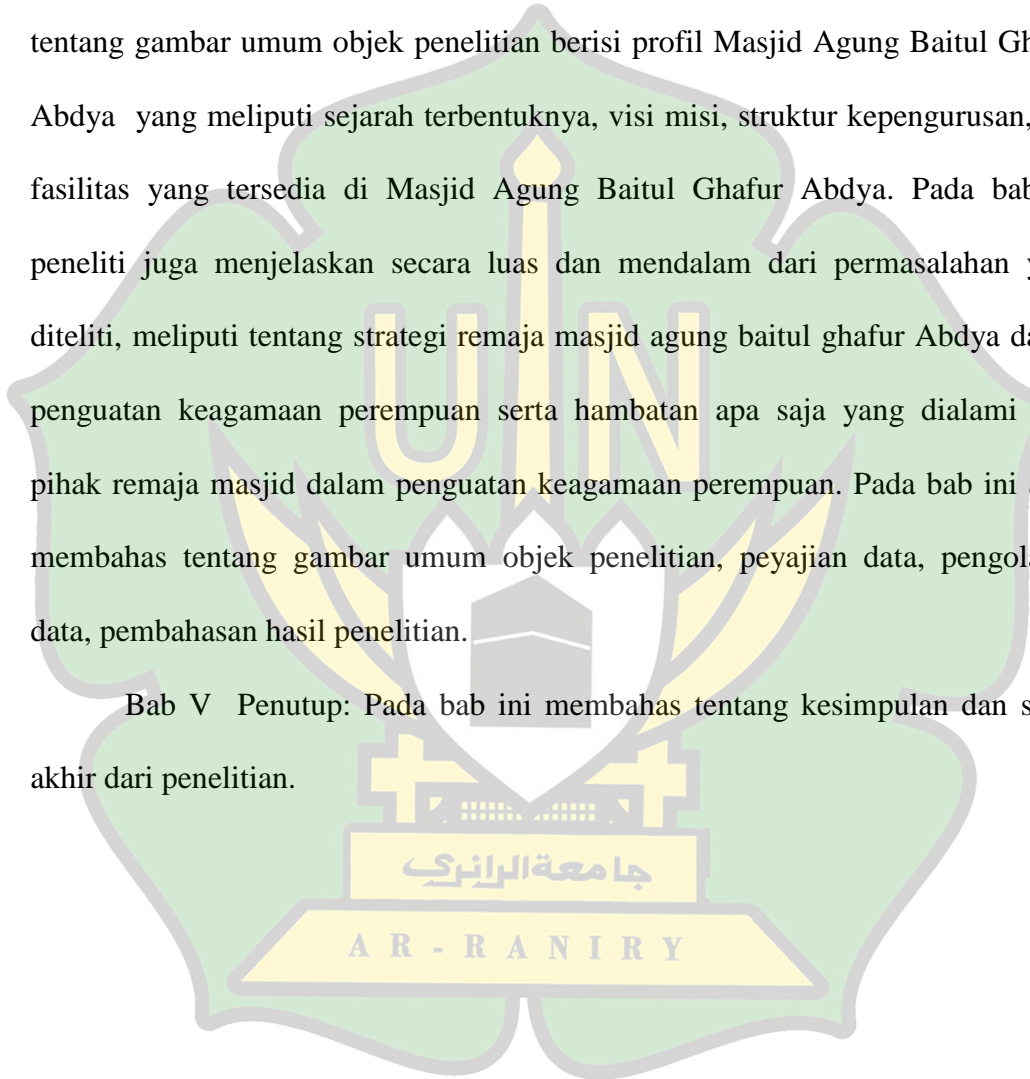 tentang gambar umum objek penelitian berisi profil Masjid Agung Baitul
Abdya yang meliputi sejarah terbentuknya, visi misi, struktur kepengurusan,
fasilitas yang tersedia di Masjid Agung Baitul Ghafur Abdya. Pada bab
peneliti juga menjelaskan secara luas dan mendalam dari permasalahan
diteliti, meliputi tentang strategi remaja masjid agung baitul ghafur Abdya
penguatan keagamaan perempuan serta hambatan apa saja yang dialami
pihak remaja masjid dalam penguatan keagamaan perempuan. Pada bab ini
membahas tentang gambar umum objek penelitian, peyajian data,
data, pembahasan hasil penelitian.
Bab V Penutup: Pada bab ini membahas tentang kesimpulan dan
akhir dari penelitian.
UIN
جامعةالرانري
AR-RANIRY